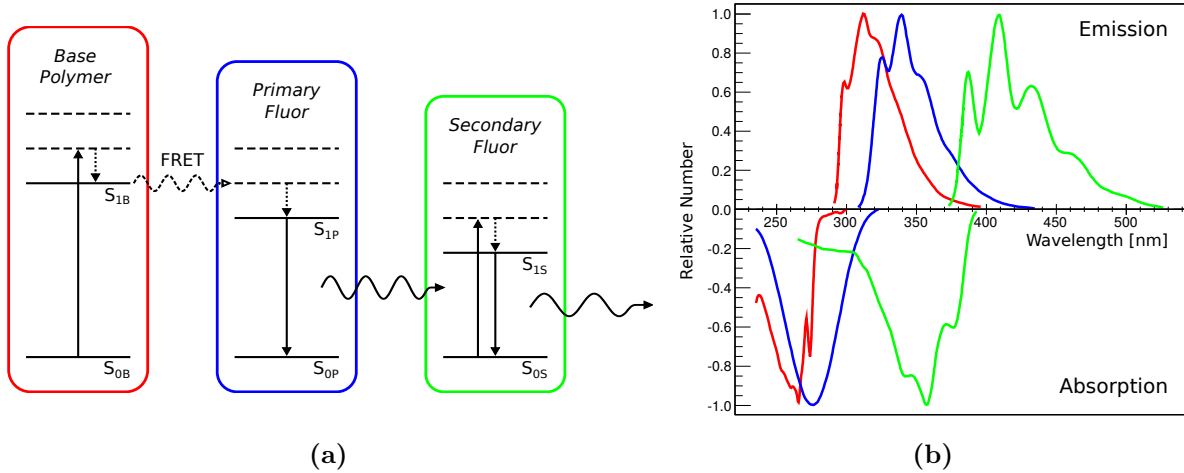 Base
Polymer
S1B
S0B
FRET
Primary
Fluor
S1P
S0P
Secondary
Fluor
S1S
S0S
(a)
Emission
Relative Number
1.0
0.8
0.6
0.4
0.2
0.0
-0.2
-0.4
-0.6
-0.8
-1.0
250 300 350 400 450 500
Wavelength [nm]
Absorption
(b)